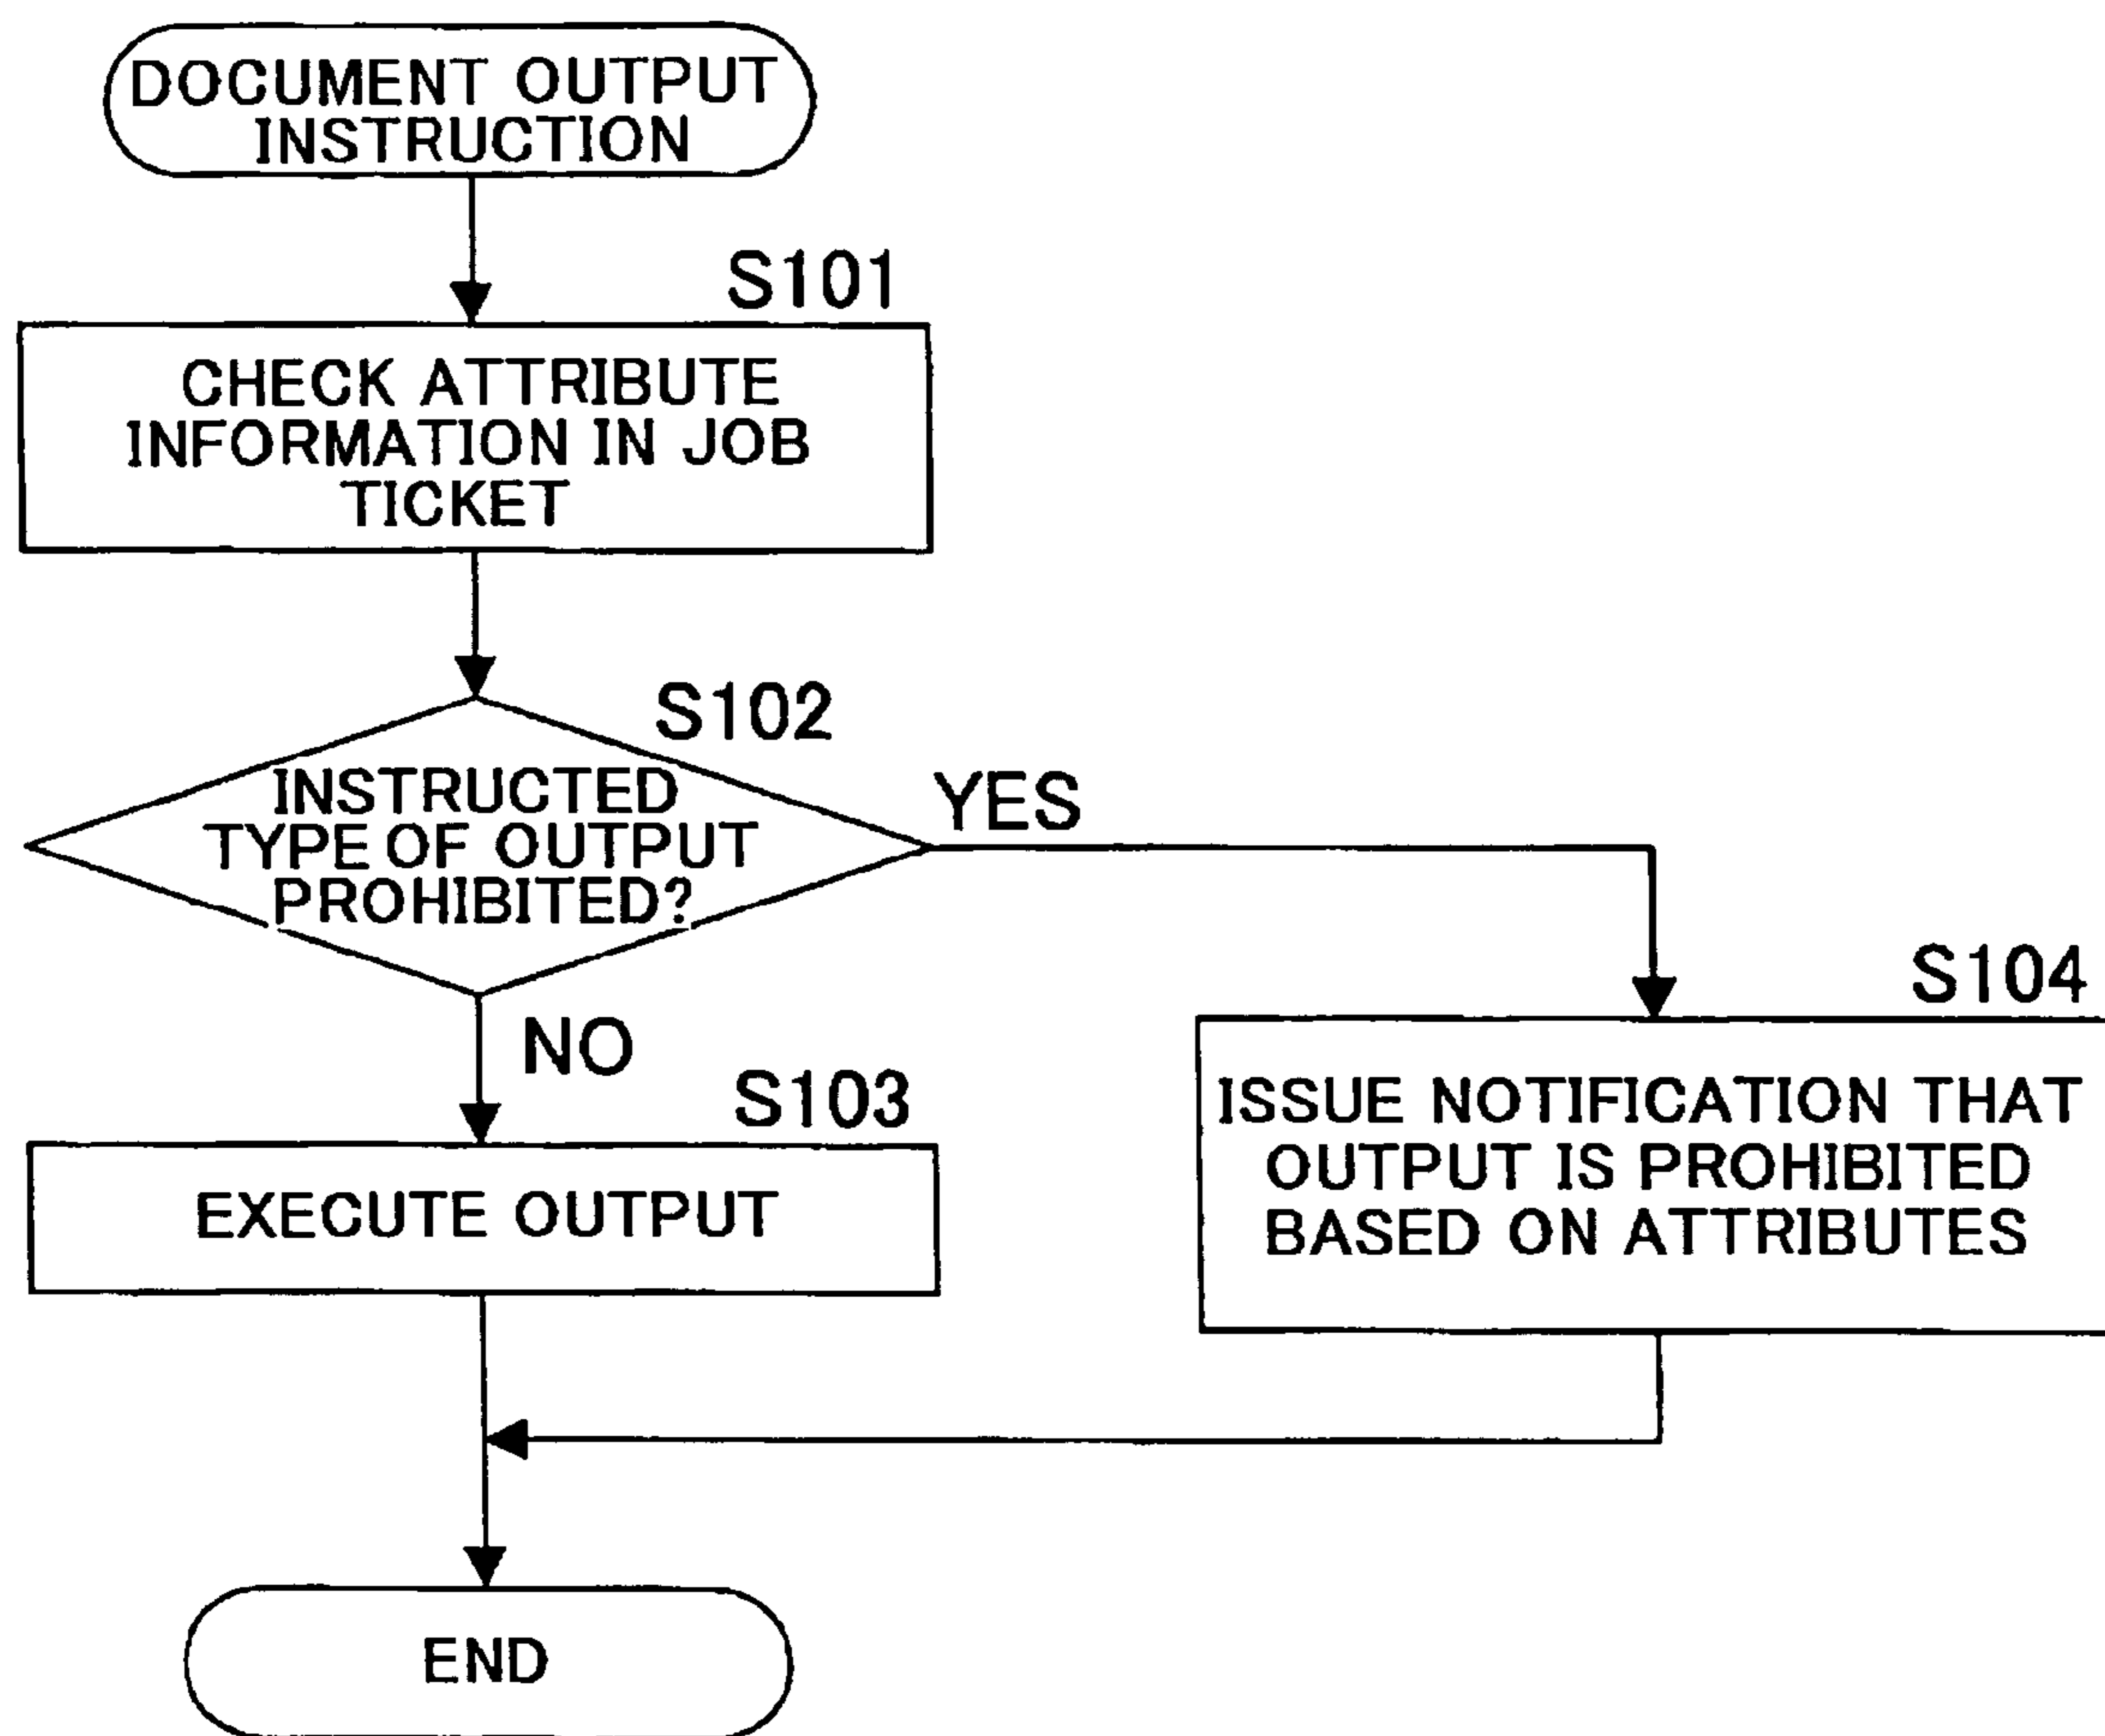 DOCUMENT OUTPUT
INSTRUCTION
S101
CHECK ATTRIBUTE
INFORMATION IN JOB
TICKET
S102
INSTRUCTED
TYPE OF OUTPUT
PROHIBITED?
YES
NO
S103
EXECUTE OUTPUT
S104
ISSUE NOTIFICATION THAT
OUTPUT IS PROHIBITED
BASED ON ATTRIBUTES
END